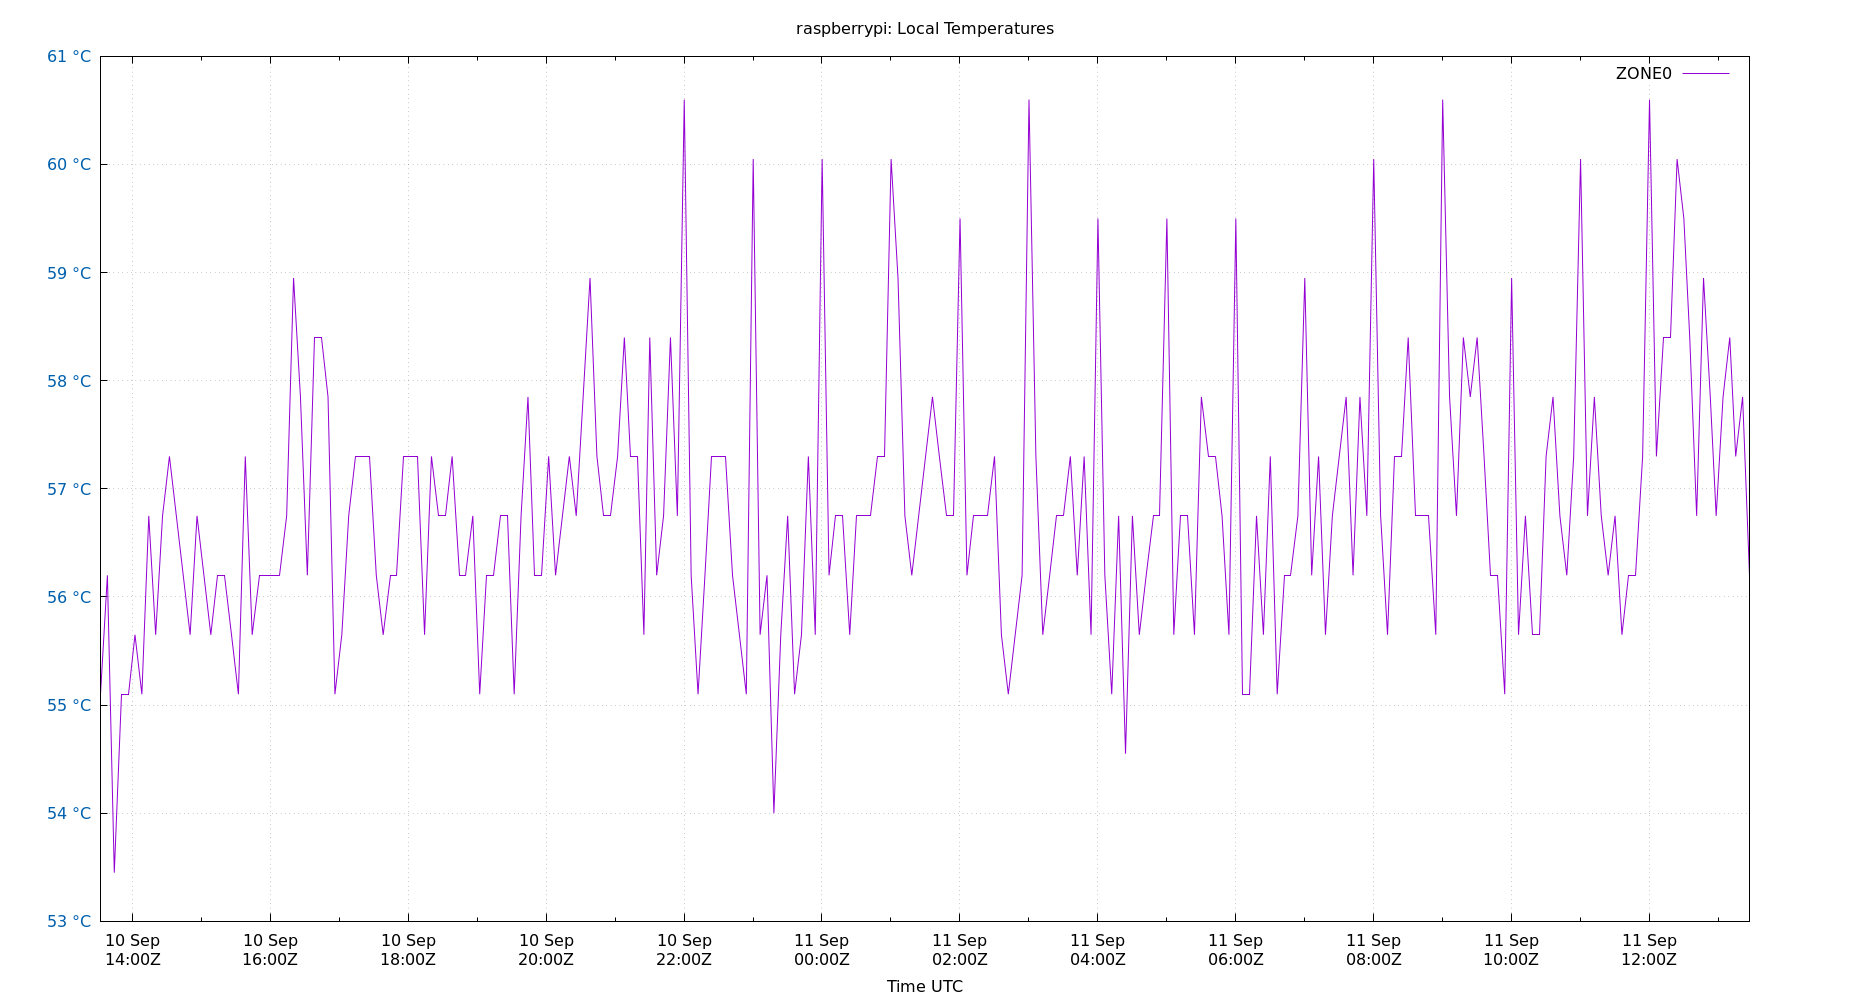 raspberrypi: Local Temperatures
61 °C
ZONE0
60 °C
59 °C
58 °C
57 °C
56 °C
55 °C
54 °C
53 °C
10 Sep 10 Sep 10 Sep 10 Sep 10 Sep 11 Sep 11 Sep 11 Sep 11 Sep 11 Sep 11 Sep 11 Sep
14:00Z 16:00Z 18:00Z 20:00Z 22:00Z 00:00Z 02:00Z 04:00Z 06:00Z 08:00Z 10:00Z 12:00Z
Time UTC